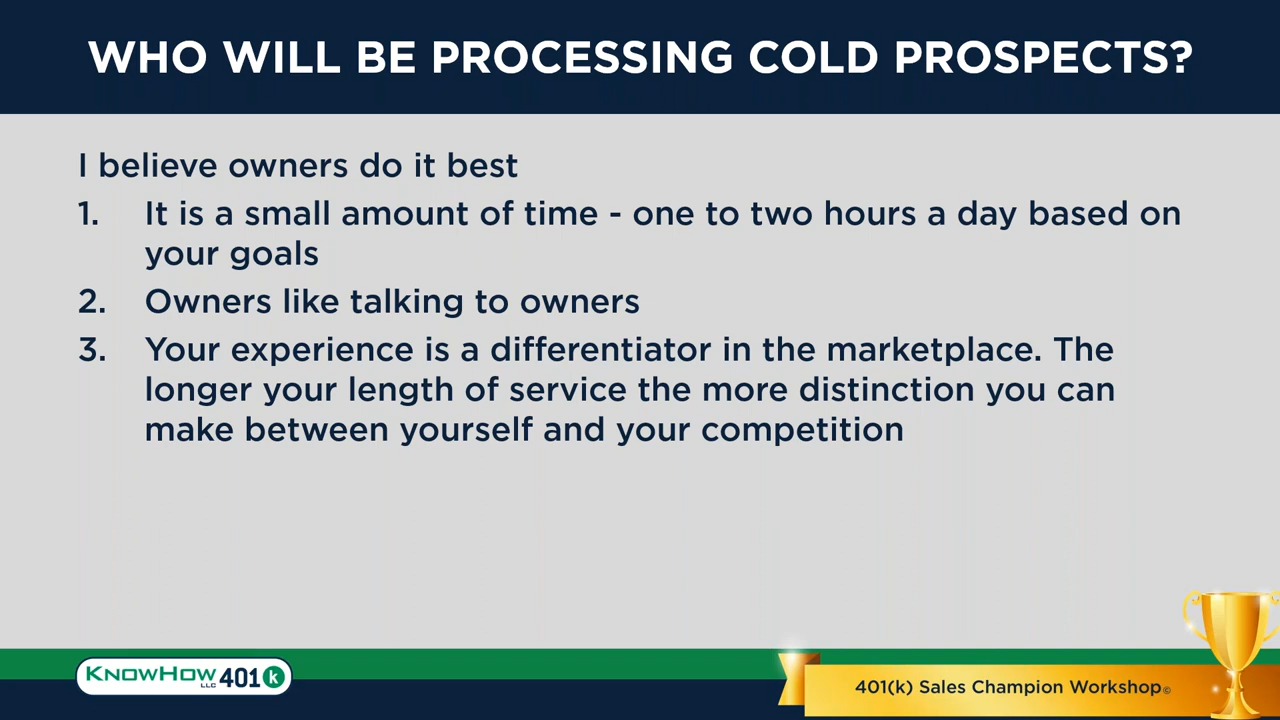 WHO WILL BE PROCESSING COLD PROSPECTS?
I believe owners do it best
1. It is a small amount of time - one to two hours a day based on
your goals
2. Owners like talking to owners
3. Your experience is a differentiator in the marketplace. The
longer your length of service the more distinction you can
make between yourself and your competition
KNOWHOW LLC 401 k
401(k) Sales Champion Workshop©